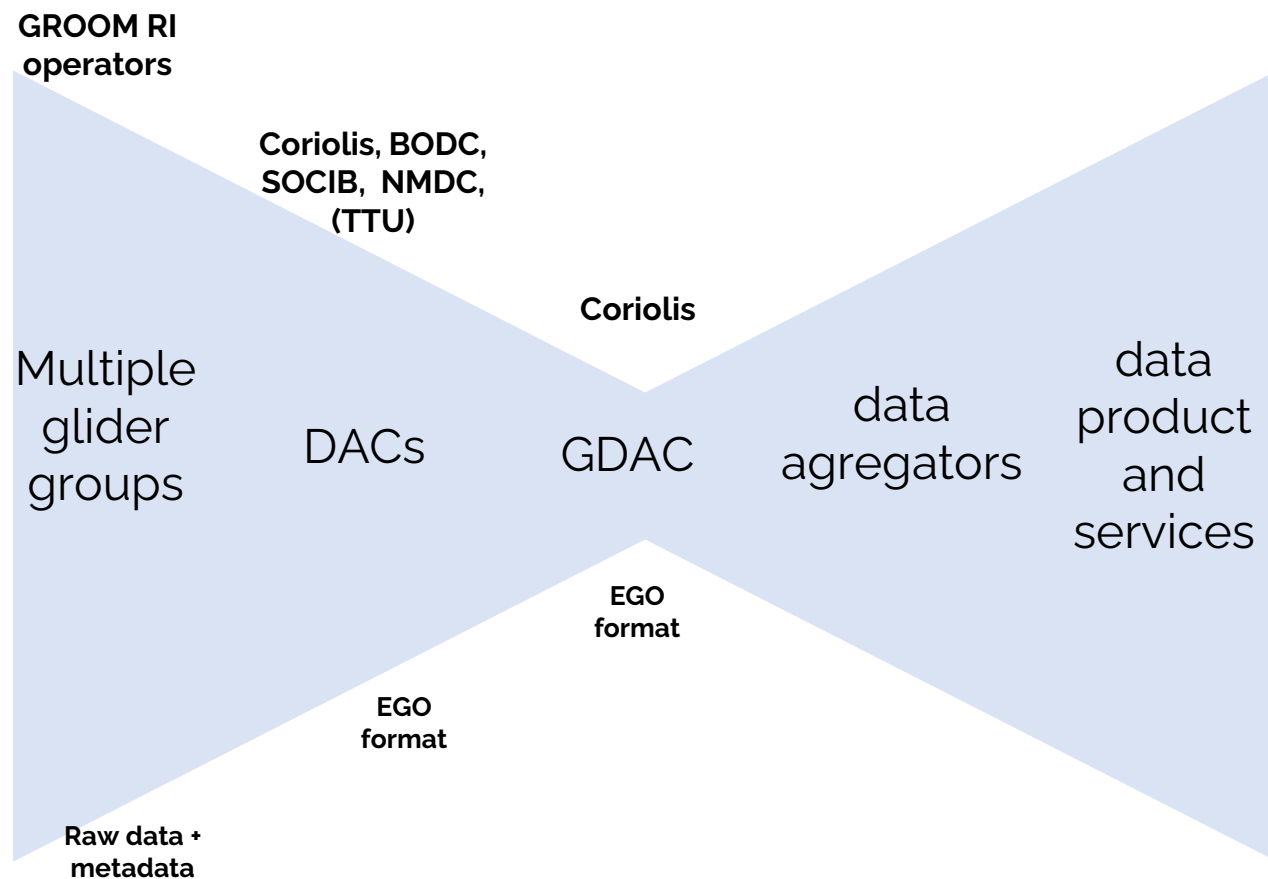 GROOM RI
operators
Coriolis, BODC,
SOCIB, NMDC,
(TTU)
Coriolis
Multiple
glider
groups
DACs
GDAC
data
agregators
data
product
and
services
EGO
format
EGO
format
Raw data +
metadata